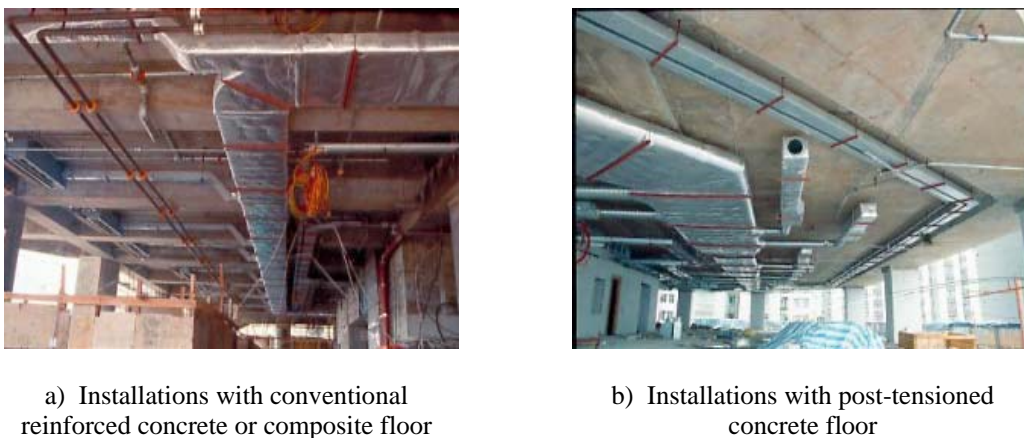 a) Installations with conventional
reinforced concrete or composite floor
b) Installations with post-tensioned
concrete floor